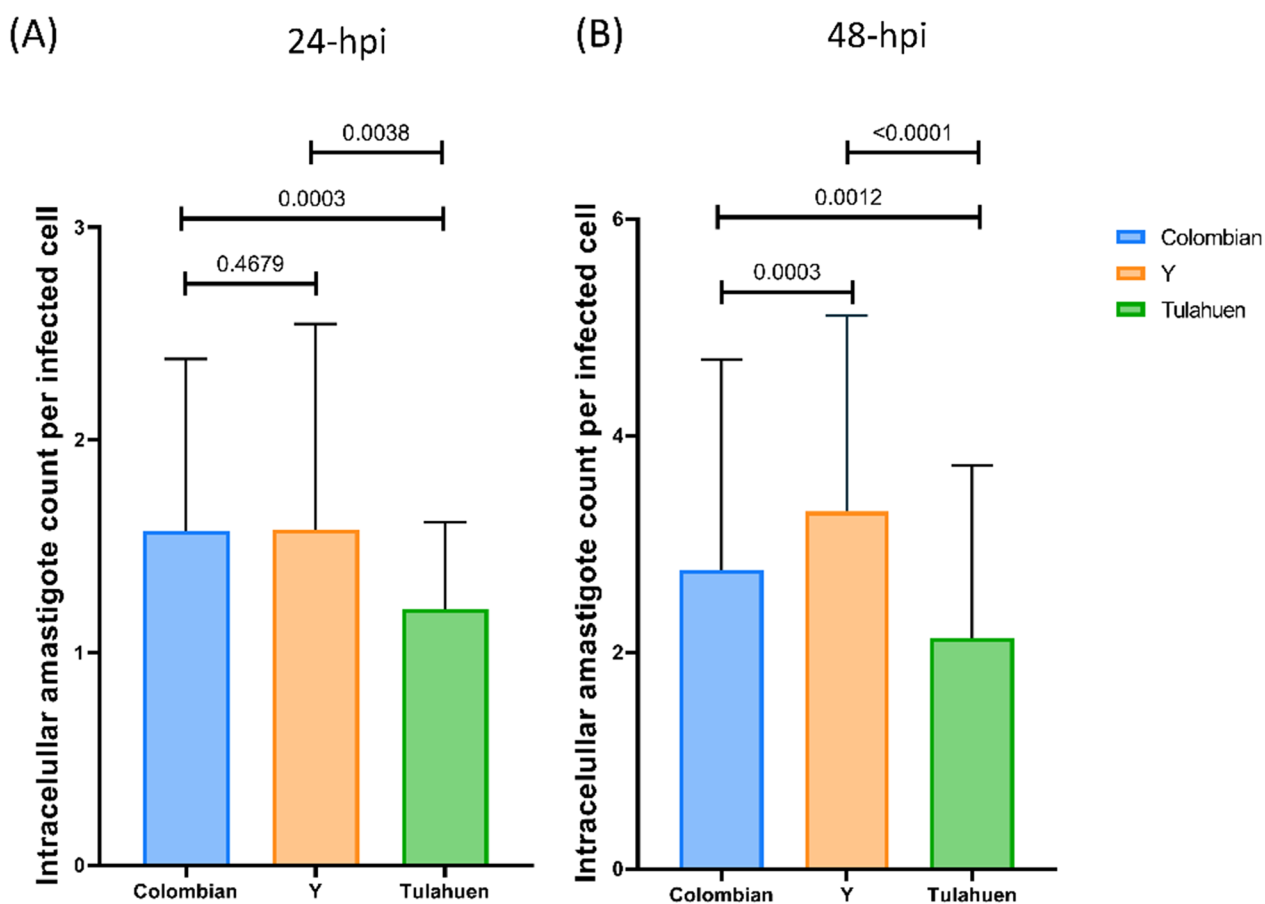 (A)
24-hpi
0.0038
0.0003
0.4679
Intracelullar amastigote count per infected cell
3
2
1
0
Colombian
Y
Tulahuen
(B)
48-hpi
<0.0001
0.0012
0.0003
Intracelullar amastigote count per infected cell
6
4
2
0
Colombian
Y
Tulahuen
Colombian
Y
Tulahuen